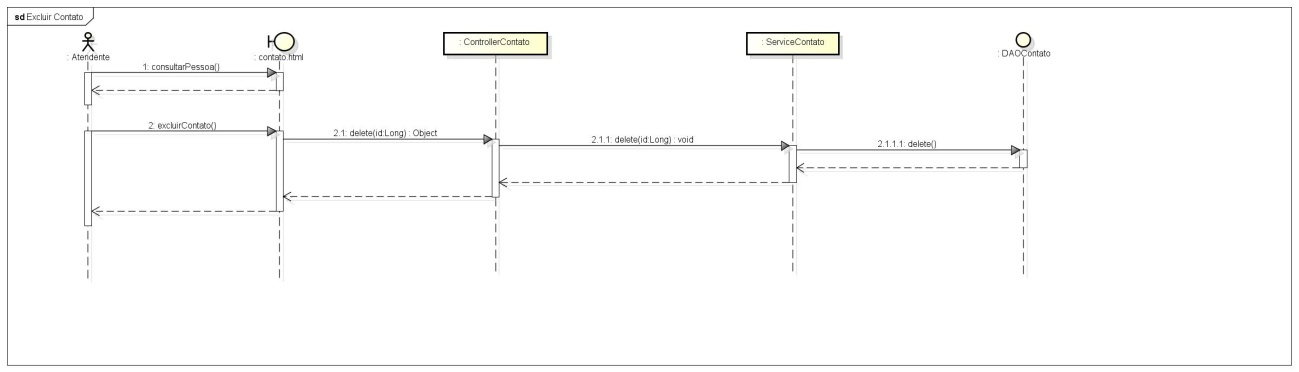 sd Excluir Contato
: Atendente
: contato.html
: ControllerContato
: ServiceContato
: DAOContato
1: consultarPessoa()
2: excluirContato()
2.1: delete(id:Long) : Object
2.1.1: delete(id:Long) : void
2.1.1.1: delete()